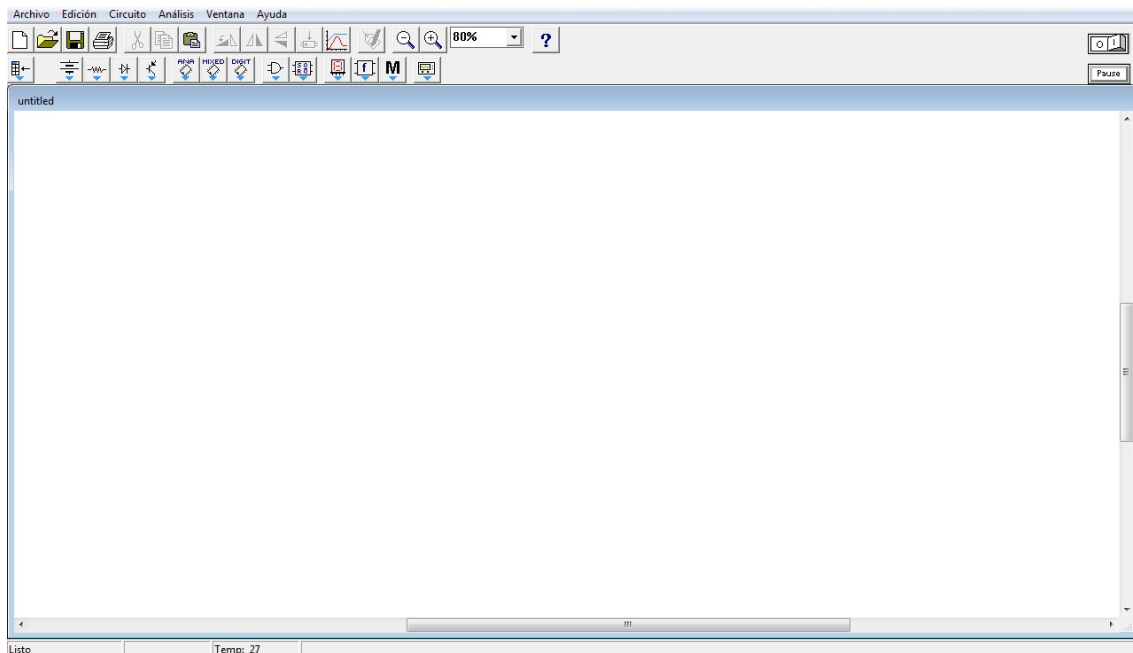 Archivo Edición Circuito Análisis Ventana Ayuda
80% ?
ANA MIXED DIGIT M
Pause
untitled
Listo Temp: 27